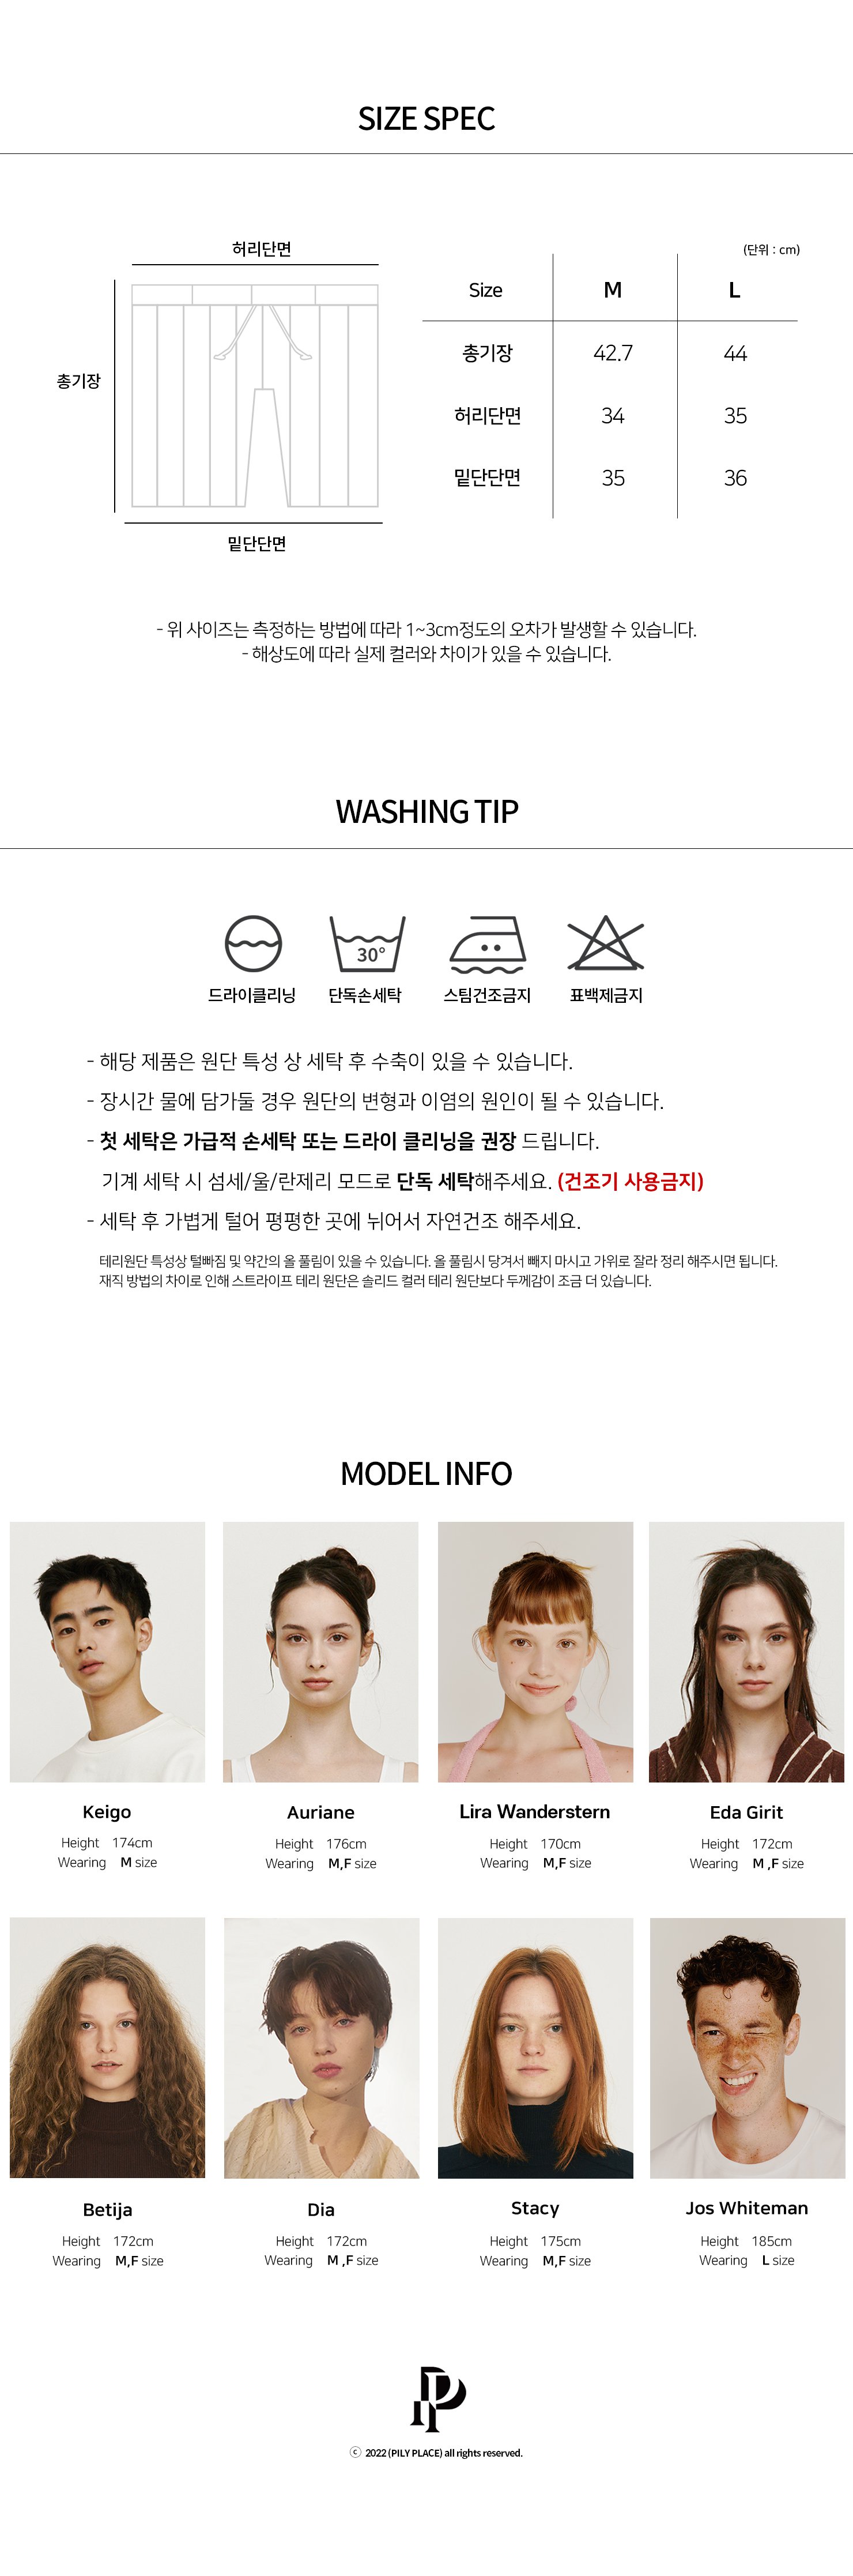 SIZE SPEC
허리단면
총기장
밑단단면
(단위 : cm)
Size M L
총기장 42.7 44
허리단면 34 35
밑단단면 35 36
- 위 사이즈는 측정하는 방법에 따라 1~3cm정도의 오차가 발생할 수 있습니다.
- 해상도에 따라 실제 컬러와 차이가 있을 수 있습니다.
WASHING TIP
30°
드라이클리닝 단독손세탁 스팀건조금지 표백제금지
- 해당 제품은 원단 특성 상 세탁 후 수축이 있을 수 있습니다.
- 장시간 물에 담가둘 경우 원단의 변형과 이염의 원인이 될 수 있습니다.
- 첫 세탁은 가급적 손세탁 또는 드라이 클리닝을 권장 드립니다.
기계 세탁 시 섬세/울/란제리 모드로 단독 세탁해주세요. (건조기 사용금지)
- 세탁 후 가볍게 털어 평평한 곳에 뉘어서 자연건조 해주세요.
테리원단 특성상 털빠짐 및 약간의 올 풀림이 있을 수 있습니다. 올 풀림시 당겨서 빼지 마시고 가위로 잘라 정리 해주시면 됩니다.
재직 방법의 차이로 인해 스트라이프 테리 원단은 솔리드 컬러 테리 원단보다 두께감이 조금 더 있습니다.
MODEL INFO
Keigo Auriane Lira Wanderstern Eda Girit
Height 174cm Height 176cm Height 170cm Height 172cm
Wearing M size Wearing M,F size Wearing M,F size Wearing M ,F size
Betija Dia Stacy Jos Whiteman
Height 172cm Height 172cm Height 175cm Height 185cm
Wearing M,F size Wearing M ,F size Wearing M,F size Wearing L size
ⓒ 2022 (PILY PLACE) all rights reserved.